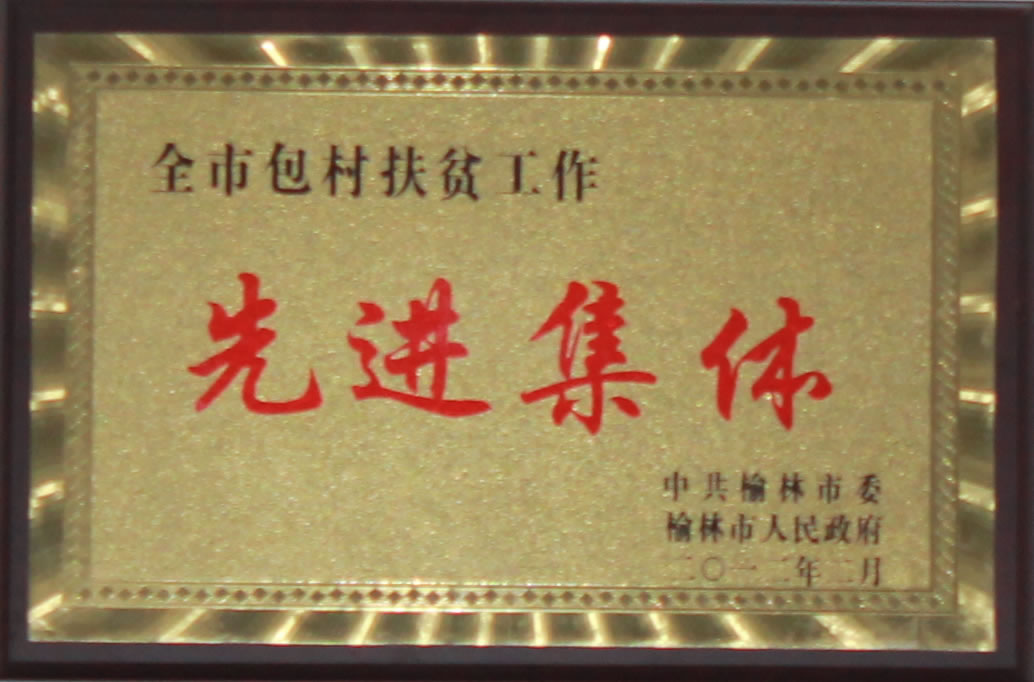 全市包村扶贫工作
先进集体
中共榆林市委
榆林市人民政府
二〇一二年二月